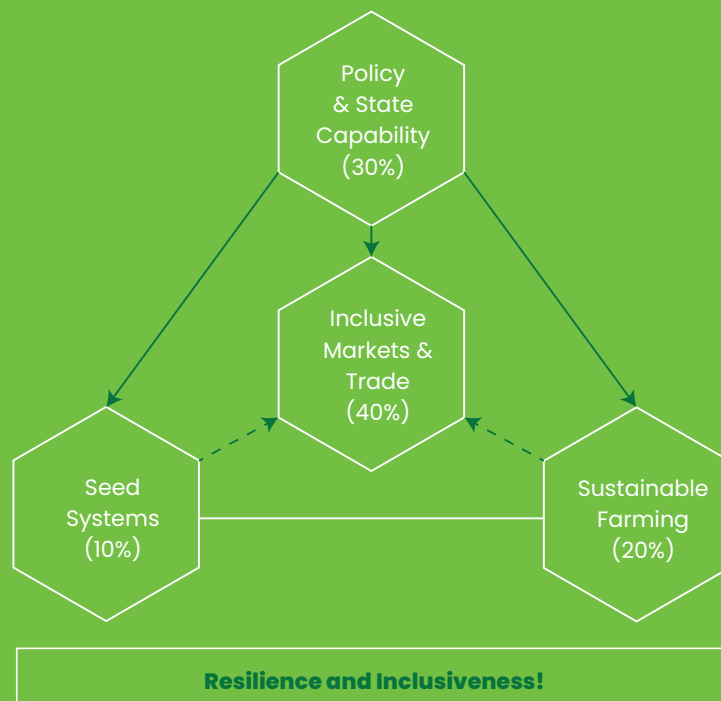 Policy
& State
Capability
(30%)
Inclusive
Markets &
Trade
(40%)
Seed
Systems
(10%)
Sustainable
Farming
(20%)
Resilience and Inclusiveness!